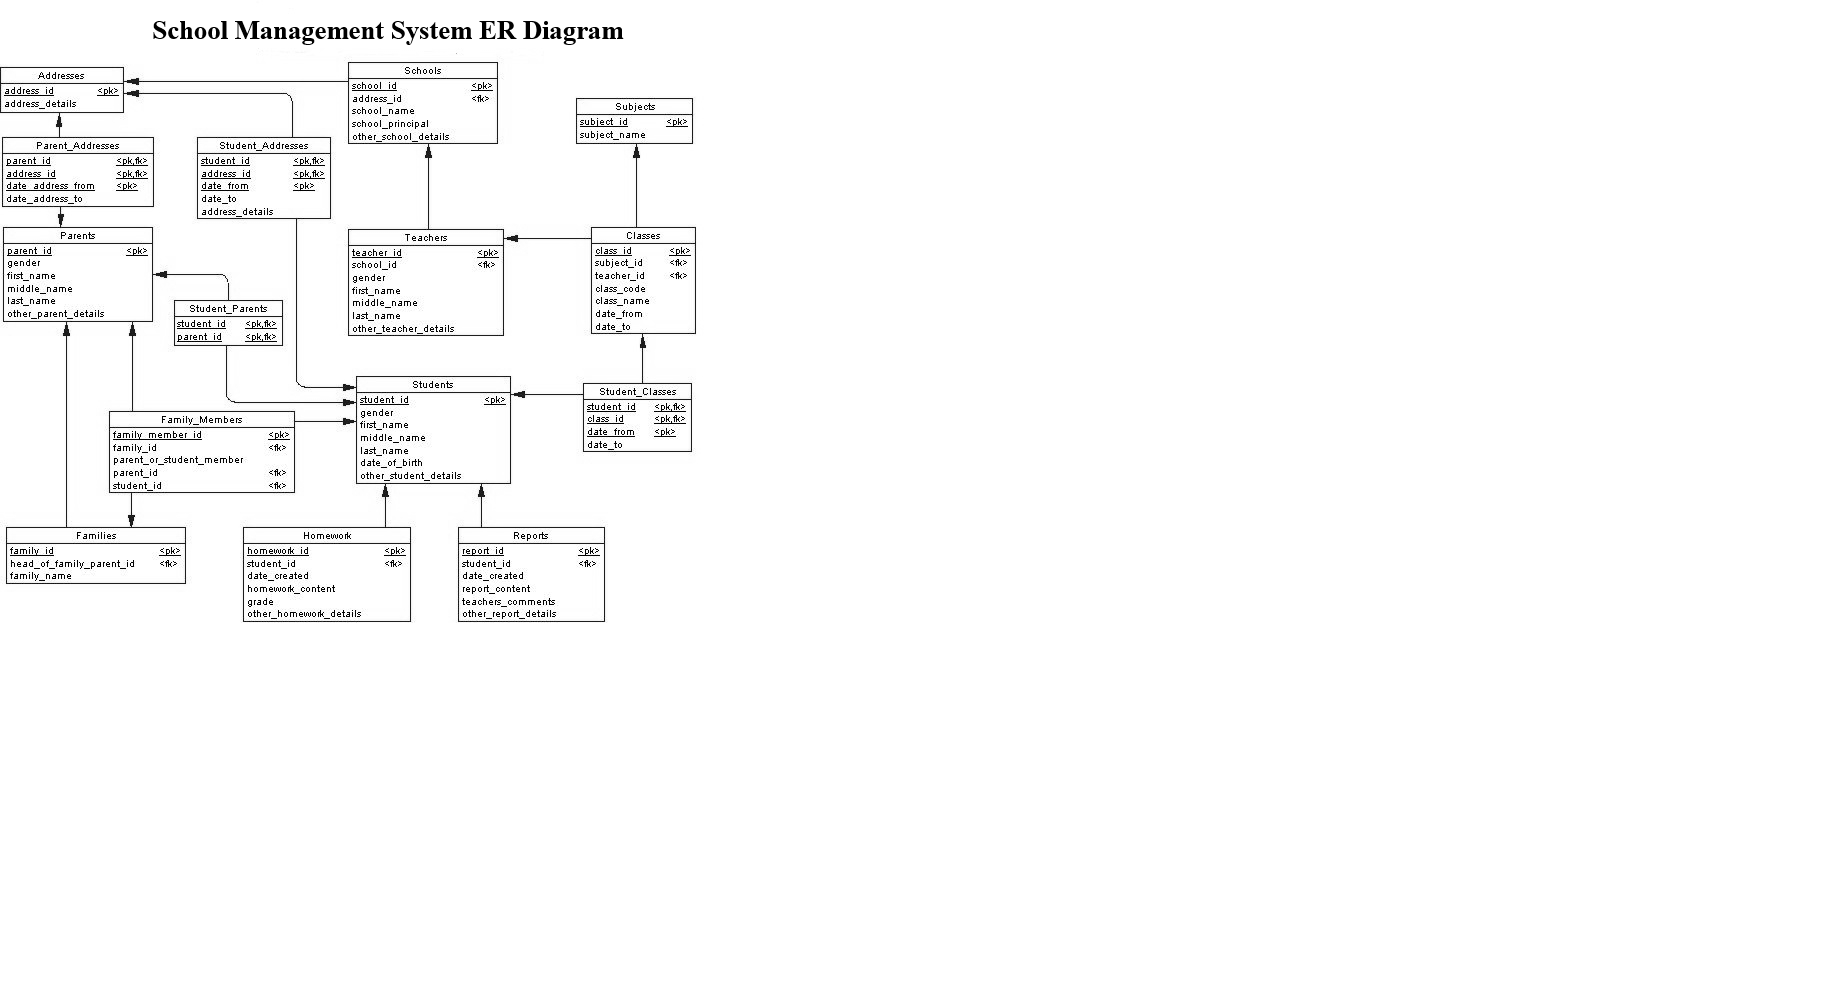 School Management System ER Diagram
Addresses
address_id <pk>
address_details
Schools
school_id <pk>
address_id <fk>
school_name
school_principal
other_school_details
Subjects
subject_id <pk>
subject_name
Parent_Addresses
parent_id <pk,fk>
address_id <pk,fk>
date_address_from <pk>
date_address_to
Student_Addresses
student_id <pk,fk>
address_id <pk,fk>
date_from <pk>
date_to
address_details
Parents
parent_id <pk>
gender
first_name
middle_name
last_name
other_parent_details
Teachers
teacher_id <pk>
school_id <fk>
gender
first_name
middle_name
last_name
other_teacher_details
Classes
class_id <pk>
subject_id <fk>
teacher_id <fk>
class_code
class_name
date_from
date_to
Student_Parents
student_id <pk,fk>
parent_id <pk,fk>
Students
student_id <pk>
gender
first_name
middle_name
last_name
date_of_birth
other_student_details
Student_Classes
student_id <pk,fk>
class_id <pk,fk>
date_from <pk>
date_to
Family_Members
family_member_id <pk>
family_id <fk>
parent_or_student_member
parent_id <fk>
student_id <fk>
Families
family_id <pk>
head_of_family_parent_id <fk>
family_name
Homework
homework_id <pk>
student_id <fk>
date_created
homework_content
grade
other_homework_details
Reports
report_id <pk>
student_id <fk>
date_created
report_content
teachers_comments
other_report_details